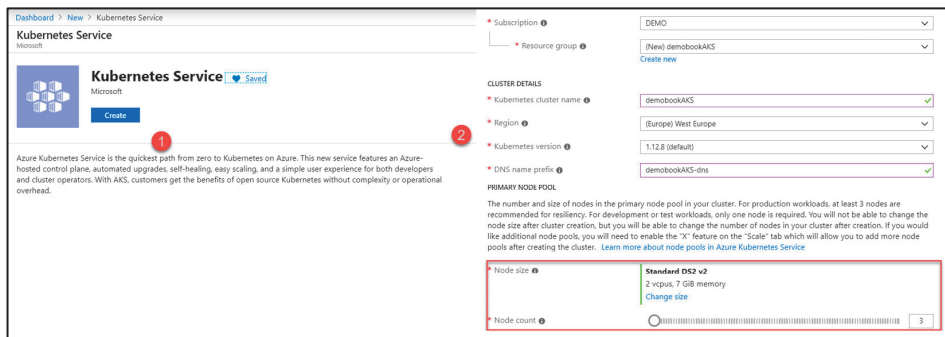 Dashboard > New > Kubernetes Service
Kubernetes Service
Microsoft
Kubernetes Service Saved
Microsoft
Create
1
Azure Kubernetes Service is the quickest path from zero to Kubernetes on Azure. This new service features an Azure-
hosted control plane, automated upgrades, self-healing, easy scaling, and a simple user experience for both developers
and cluster operators. With AKS, customers get the benefits of open source Kubernetes without complexity or operational
overhead.
2
* Subscription DEMO
* Resource group (New) demobookAKS
Create new
CLUSTER DETAILS
* Kubernetes cluster name demobookAKS
* Region (Europe) West Europe
* Kubernetes version 1.12.8 (default)
* DNS name prefix demobookAKS-dns
PRIMARY NODE POOL
The number and size of nodes in the primary node pool in your cluster. For production workloads, at least 3 nodes are
recommended for resiliency. For development or test workloads, only one node is required. You will not be able to change the
node size after cluster creation, but you will be able to change the number of nodes in your cluster after creation. If you would
like additional node pools, you will need to enable the "X" feature on the "Scale" tab which will allow you to add more node
pools after creating the cluster. Learn more about node pools in Azure Kubernetes Service
* Node size Standard DS2 v2
2 vcpus, 7 GiB memory
Change size
* Node count 3